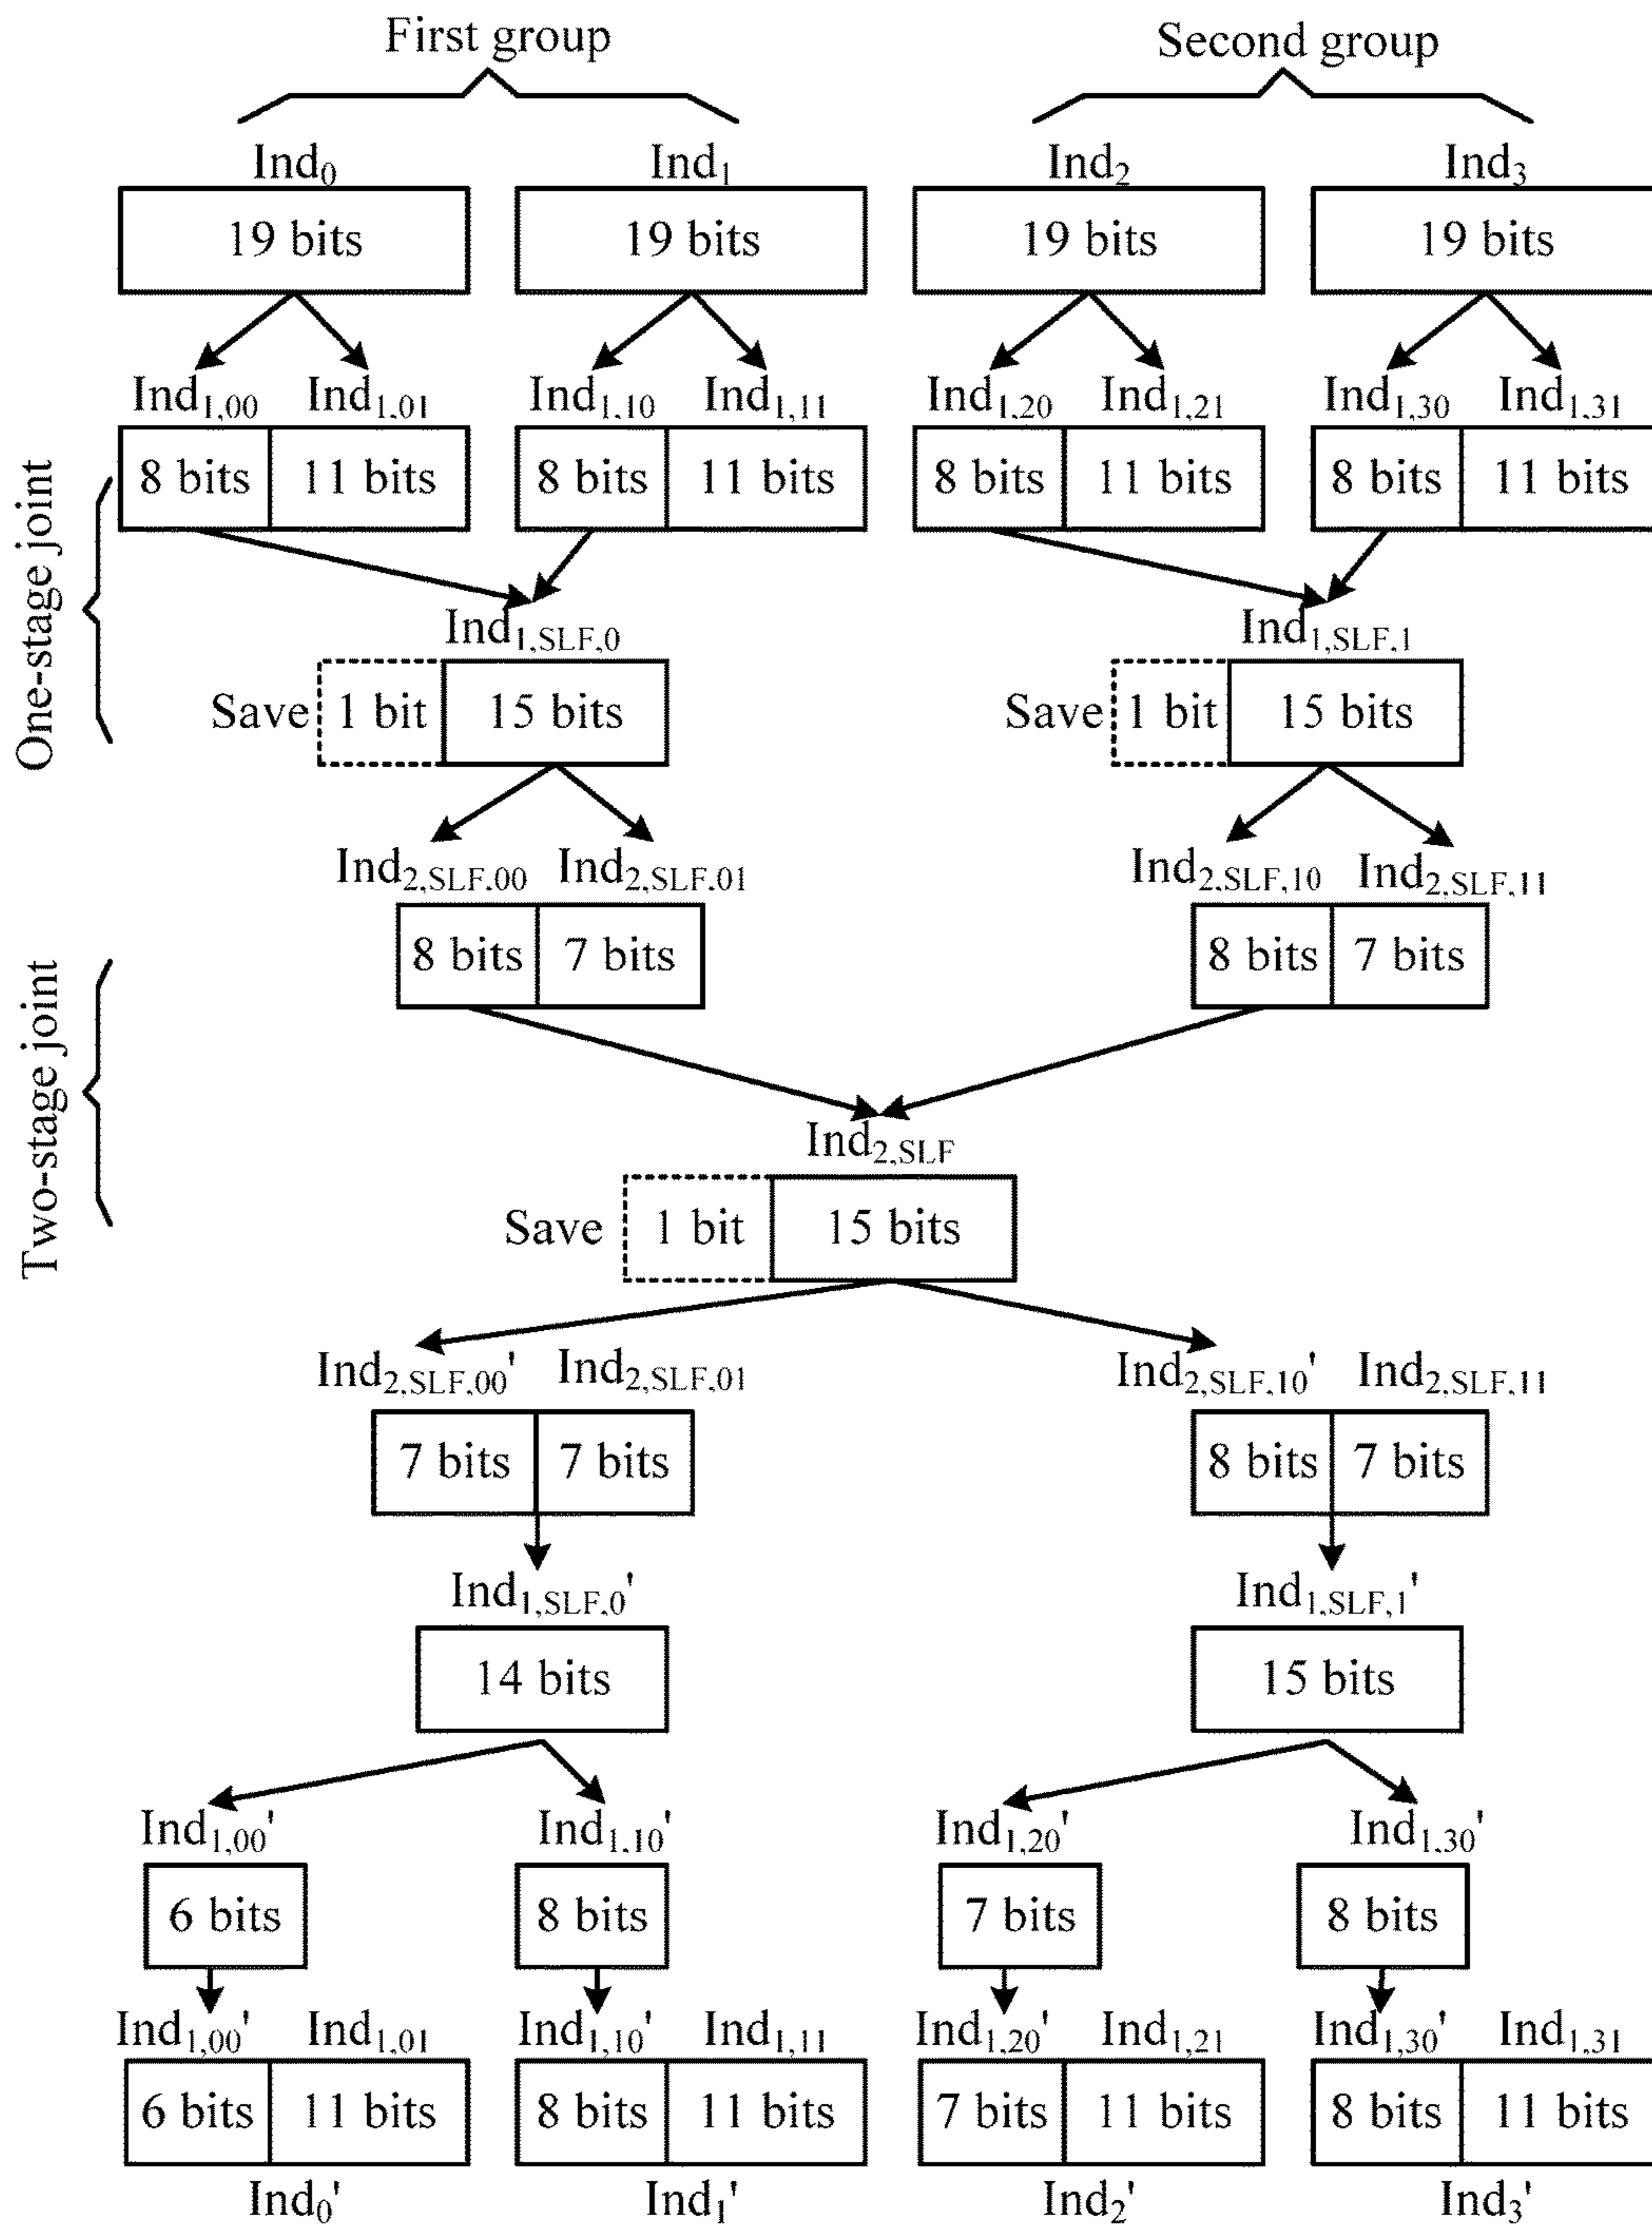 First group Second group
Ind₀ Ind₁ Ind₂ Ind₃
19 bits 19 bits 19 bits 19 bits
Ind₁,₀₀ Ind₁,₀₁ Ind₁,₁₀ Ind₁,₁₁ Ind₁,₂₀ Ind₁,₂₁ Ind₁,₃₀ Ind₁,₃₁
8 bits 11 bits 8 bits 11 bits 8 bits 11 bits 8 bits 11 bits
One-stage joint
Ind1,SLF,0 Ind1,SLF,1
Save 1 bit 15 bits Save 1 bit 15 bits
Ind2,SLF,00 Ind2,SLF,01 Ind2,SLF,10 Ind2,SLF,11
8 bits 7 bits 8 bits 7 bits
Two-stage joint
Ind2,SLF
Save 1 bit 15 bits
Ind2,SLF,00' Ind2,SLF,01 Ind2,SLF,10' Ind2,SLF,11
7 bits 7 bits 8 bits 7 bits
Ind1,SLF,0' Ind1,SLF,1'
14 bits 15 bits
Ind₁,₀₀' Ind₁,₁₀' Ind₁,₂₀' Ind₁,₃₀'
6 bits 8 bits 7 bits 8 bits
Ind₁,₀₀' Ind₁,₀₁ Ind₁,₁₀' Ind₁,₁₁ Ind₁,₂₀' Ind₁,₂₁ Ind₁,₃₀' Ind₁,₃₁
6 bits 11 bits 8 bits 11 bits 7 bits 11 bits 8 bits 11 bits
Ind₀' Ind₁' Ind₂' Ind₃'